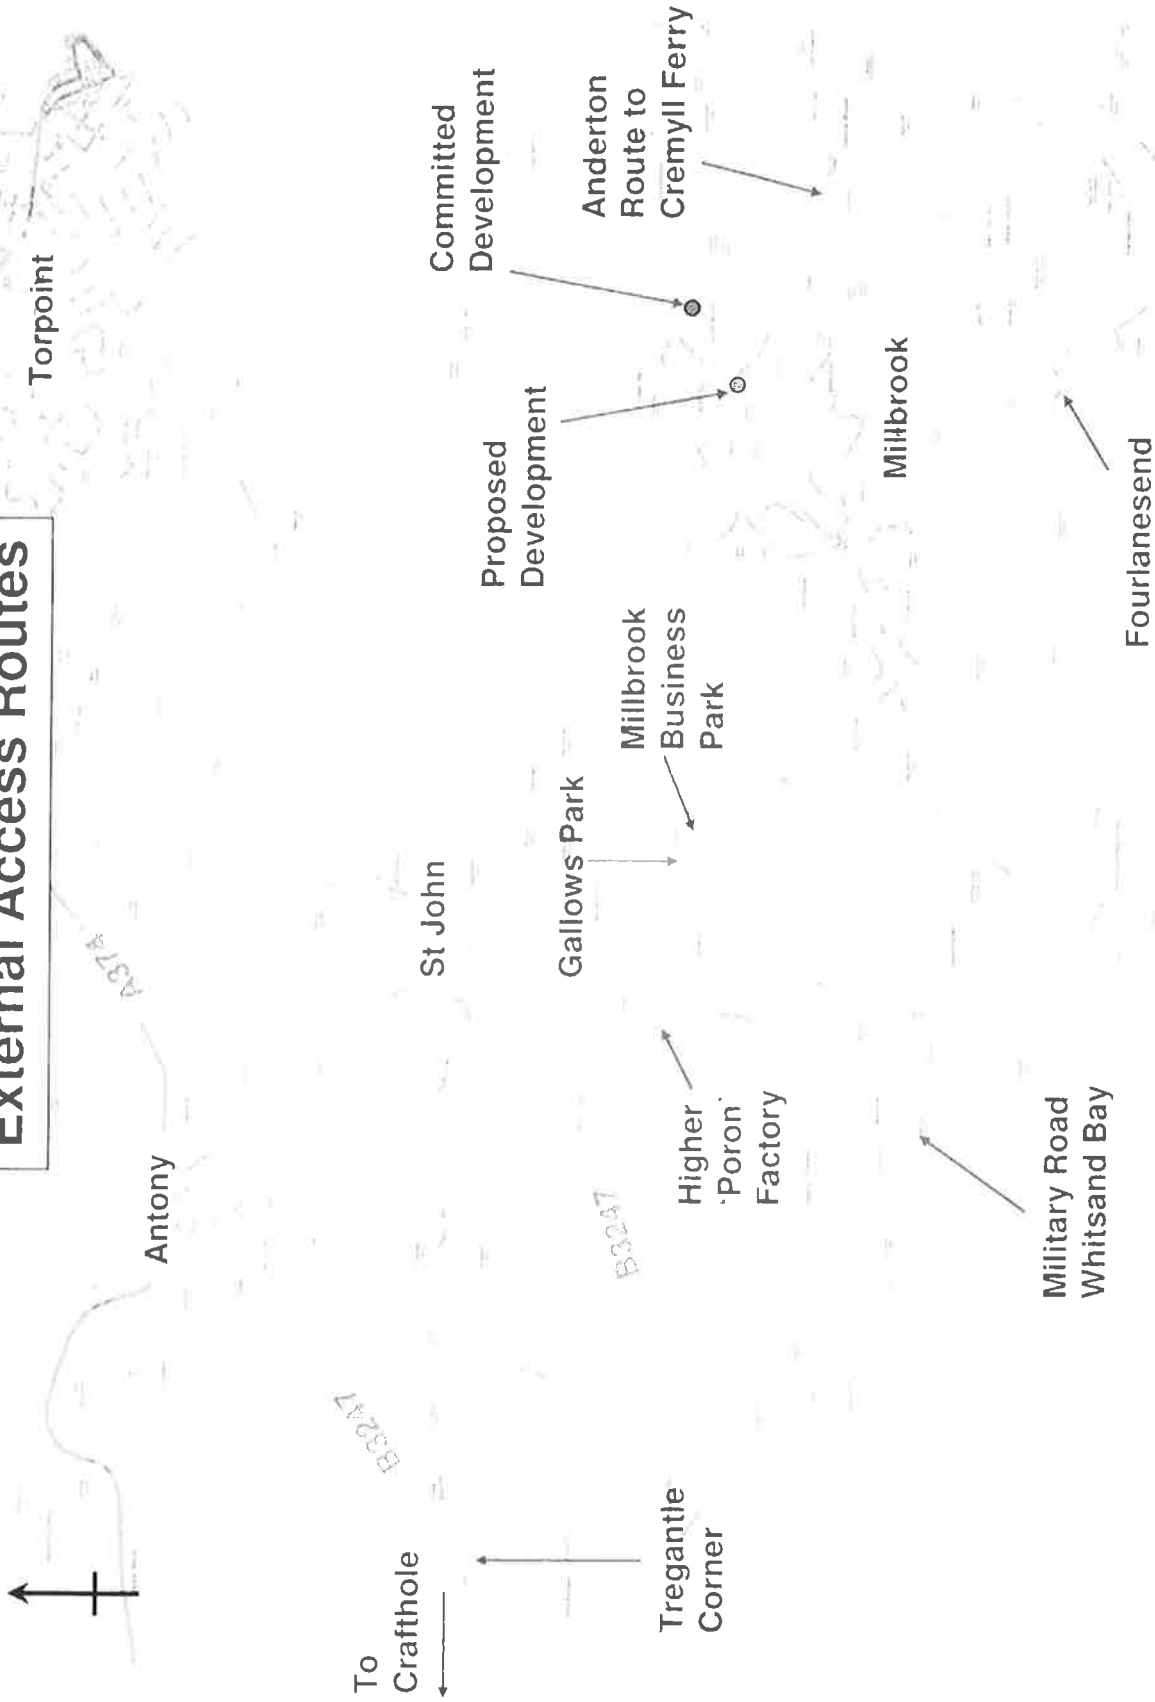 External Access Routes
Torpoint
A374
Antony
Committed
Development
Anderton
Route to
Cremyll Ferry
Proposed
Development
St John
Gallows Park
Millbrook
Business
Park
Millbrook
B3247
To
Crafthole
B3247
Higher
'Poron'
Factory
Tregantle
Corner
Military Road
Whitsand Bay
Fourlanesend